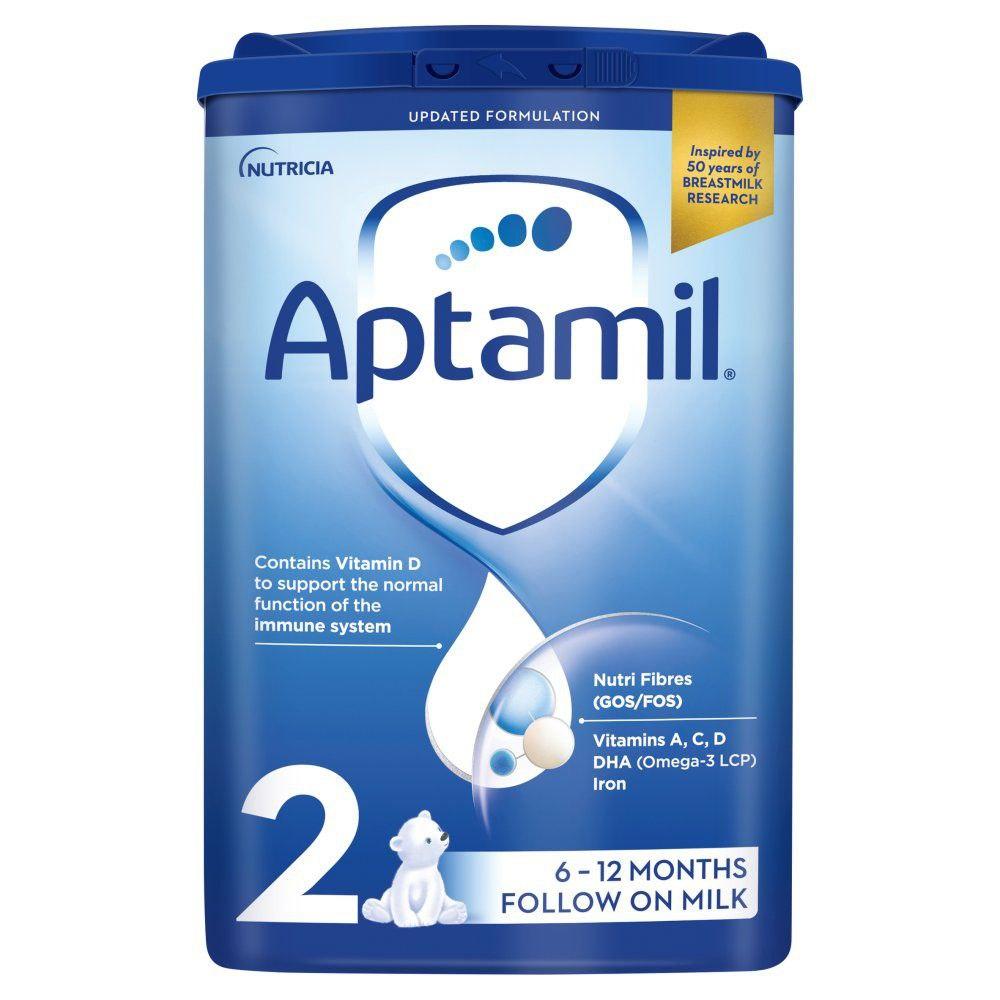 UPDATED FORMULATION
NUTRICIA
Inspired by
50 years of
BREASTMILK
RESEARCH
Aptamil®
Contains Vitamin D
to support the normal
function of the
immune system
Nutri Fibres
(GOS/FOS)
Vitamins A, C, D
DHA (Omega-3 LCP)
Iron
2
6 – 12 MONTHS
FOLLOW ON MILK